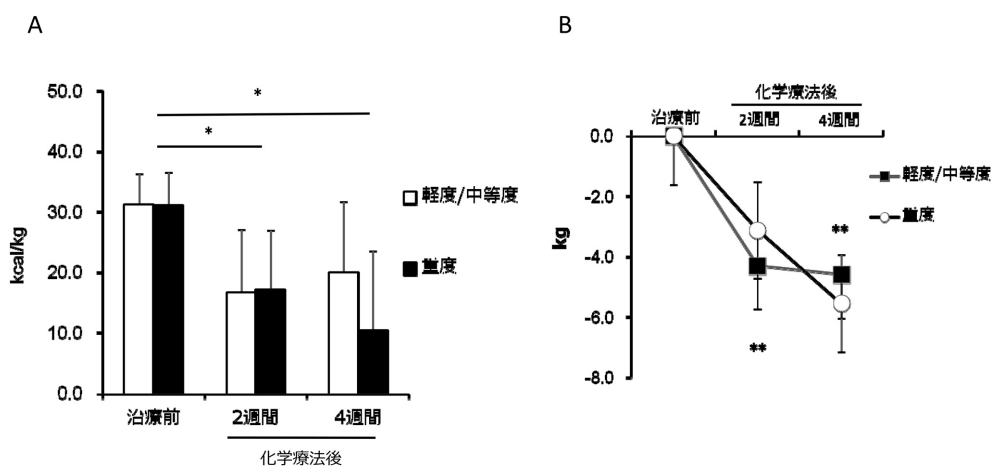 A
50.0
40.0
30.0
20.0
10.0
0.0
kcal/kg
*
*
軽度/中等度
重度
治療前
2週間
4週間
化学療法後
B
化学療法後
治療前
2週間
4週間
0.0
-2.0
-4.0
-6.0
-8.0
kg
軽度/中等度
重度
**
**